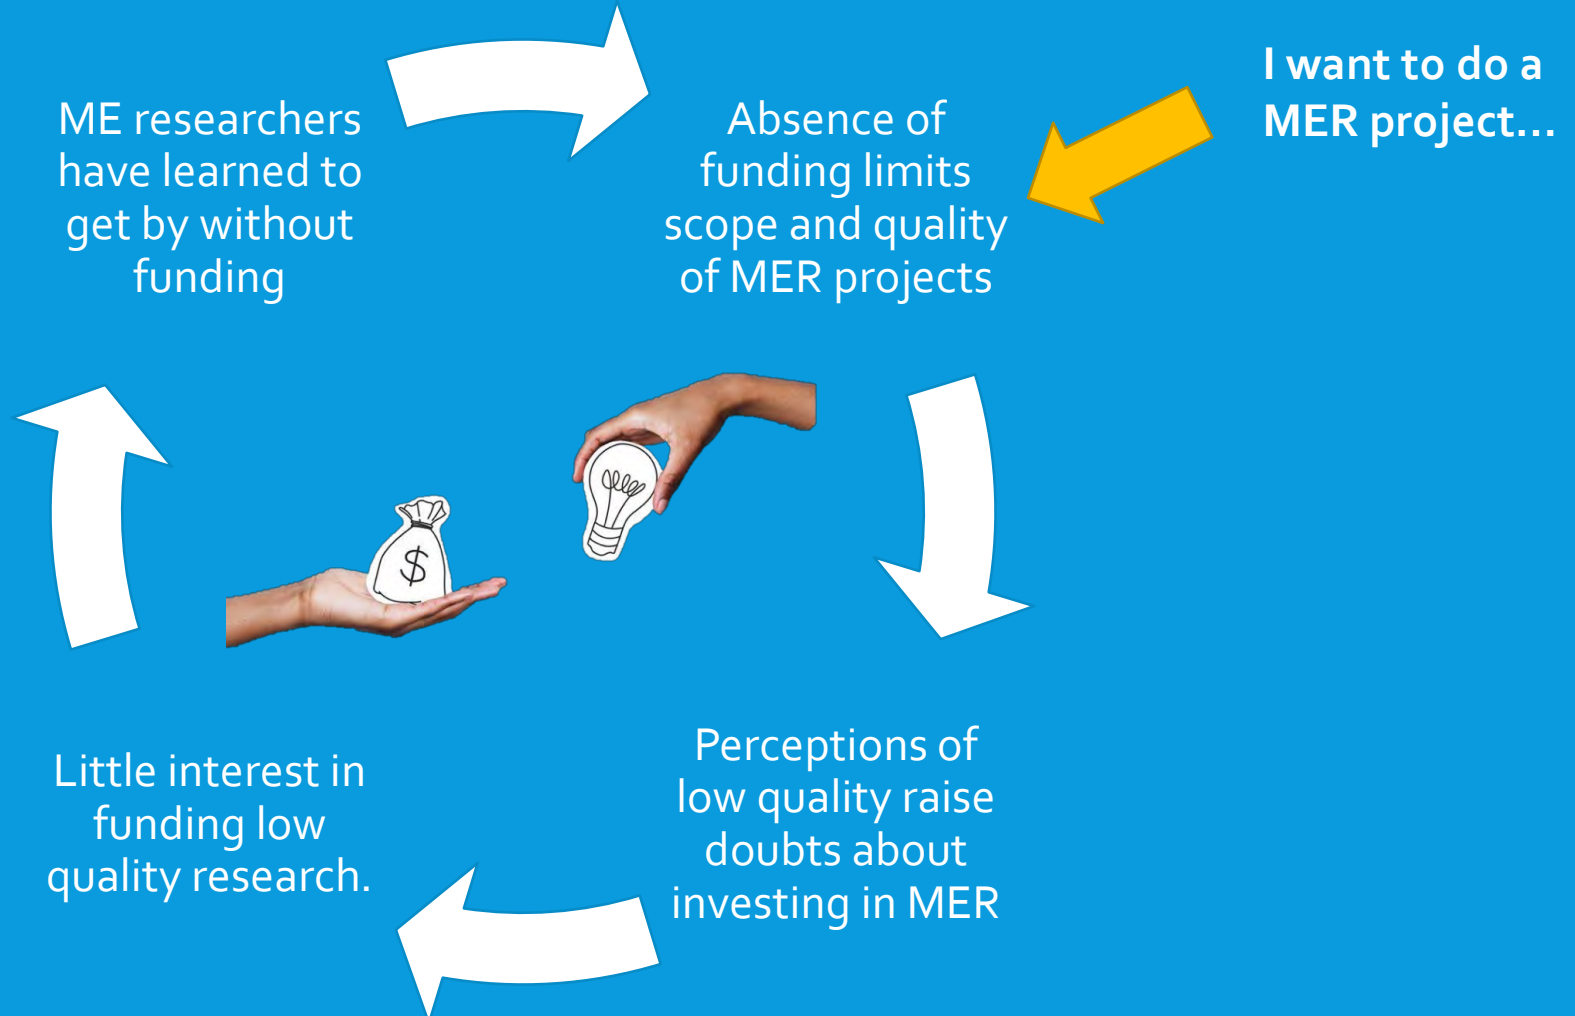 I want to do a
MER project...
ME researchers
have learned to
get by without
funding
Absence of
funding limits
scope and quality
of MER projects
$
Perceptions of
low quality raise
doubts about
investing in MER
Little interest in
funding low
quality research.